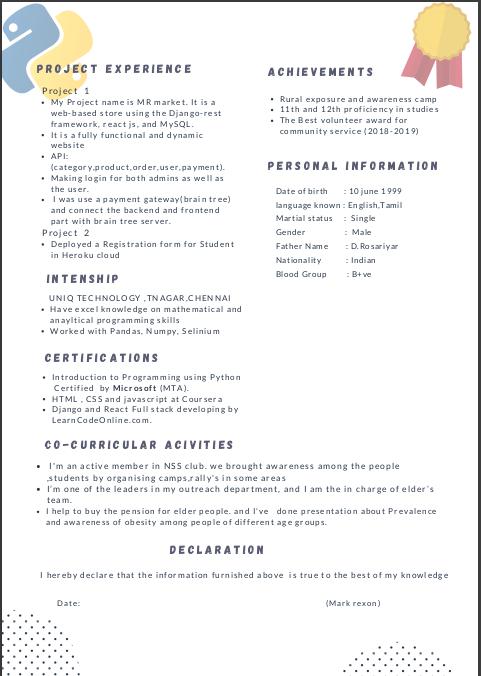 PROJECT EXPERIENCE
Project 1
My Project name is MR market. It is a
web-based store using the Django-rest
framework, react js, and MySQL.
It is a fully functional and dynamic
website
API:
(category,product,order,user,payment).
Making login for both admins as well as
the user.
I was use a payment gateway(brain tree)
and connect the backend and frontend
part with brain tree server.
Project 2
Deployed a Registration form for Student
in Heroku cloud
INTENSHIP
UNIQ TECHNOLOGY ,TNAGAR,CHENNAI
Have excel knowledge on mathematical and
anayltical programming skills
Worked with Pandas, Numpy, Selinium
CERTIFICATIONS
Introduction to Programming using Python
Certified by Microsoft (MTA).
HTML , CSS and javascript at Coursera
Django and React Full stack developing by
LearnCodeOnline.com.
ACHIEVEMENTS
Rural exposure and awareness camp
11th and 12th proficiency in studies
The Best volunteer award for
community service (2018-2019)
PERSONAL INFORMATION
Date of birth : 10 june 1999
language known : English,Tamil
Martial status : Single
Gender : Male
Father Name : D.Rosariyar
Nationality : Indian
Blood Group : B+ve
CO-CURRICULAR ACIVITIES
I'm an active member in NSS club. we brought awareness among the people
,students by organising camps,rally's in some areas
I'm one of the leaders in my outreach department, and I am the in charge of elder's
team.
I help to buy the pension for elder people. and I've done presentation about Prevalence
and awareness of obesity among people of different age groups.
DECLARATION
I hereby declare that the information furnished above is true to the best of my knowledge
Date: (Mark rexon)